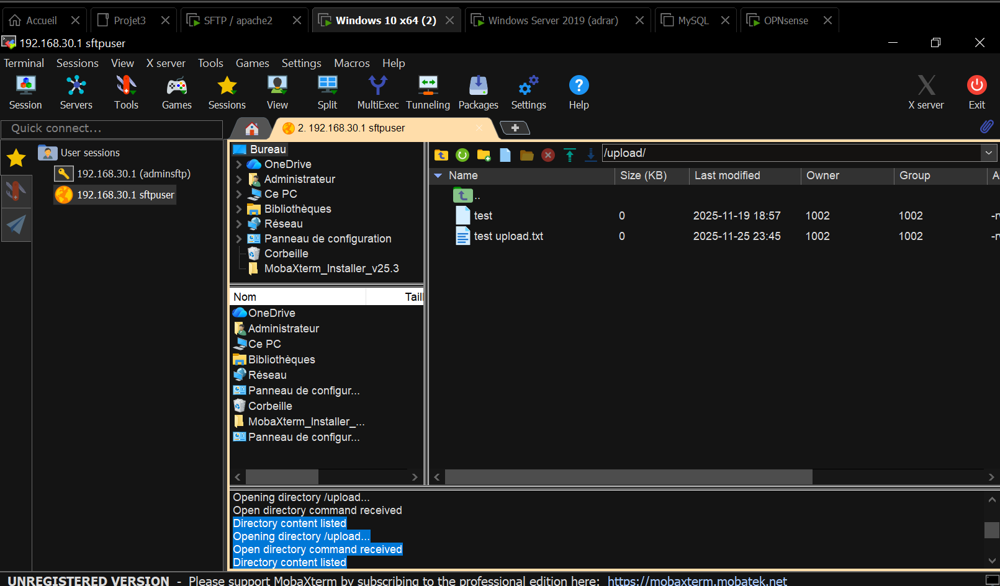 Accueil
Projet3
SFTP / apache2
Windows 10 x64 (2)
Windows Server 2019 (adrar)
MySQL
OPNsense
192.168.30.1 sftpuser
Terminal Sessions View X server Tools Games Settings Macros Help
Session Servers Tools Games Sessions View Split MultiExec Tunneling Packages Settings Help X server Exit
Quick connect...
2. 192.168.30.1 sftpuser
User sessions
192.168.30.1 (adminsftp)
192.168.30.1 sftpuser
Bureau
OneDrive
Administrateur
Ce PC
Bibliothèques
Réseau
Panneau de configuration
Corbeille
MobaXterm_Installer_v25.3
Nom Taill
OneDrive
Administrateur
Ce PC
Bibliothèques
Réseau
Panneau de configur...
Corbeille
MobaXterm_Installer_...
Panneau de configur...
/upload/
Name Size (KB) Last modified Owner Group A
..
test 0 2025-11-19 18:57 1002 1002 -r
test upload.txt 0 2025-11-25 23:45 1002 1002 -r
Opening directory /upload...
Open directory command received
Directory content listed
Opening directory /upload...
Open directory command received
Directory content listed
UNREGISTERED VERSION - Please support MobaXterm by subscribing to the professional edition here: https://mobaxterm.mobatek.net